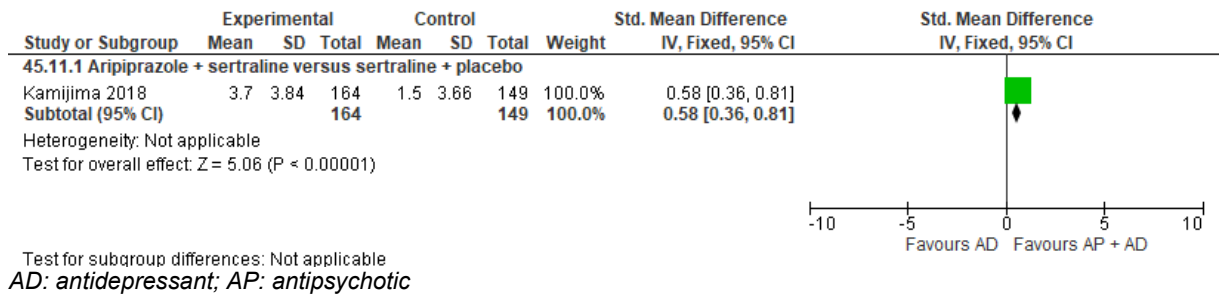 Experimental Control Std. Mean Difference Std. Mean Difference
Study or Subgroup Mean SD Total Mean SD Total Weight IV, Fixed, 95% CI IV, Fixed, 95% CI
45.11.1 Aripiprazole + sertraline versus sertraline + placebo
Kamijima 2018 3.7 3.84 164 1.5 3.66 149 100.0% 0.58 [0.36, 0.81]
Subtotal (95% CI) 164 149 100.0% 0.58 [0.36, 0.81]
Heterogeneity: Not applicable
Test for overall effect: Z = 5.06 (P < 0.00001)
-10 -5 0 5 10
Favours AD Favours AP + AD
Test for subgroup differences: Not applicable
AD: antidepressant; AP: antipsychotic